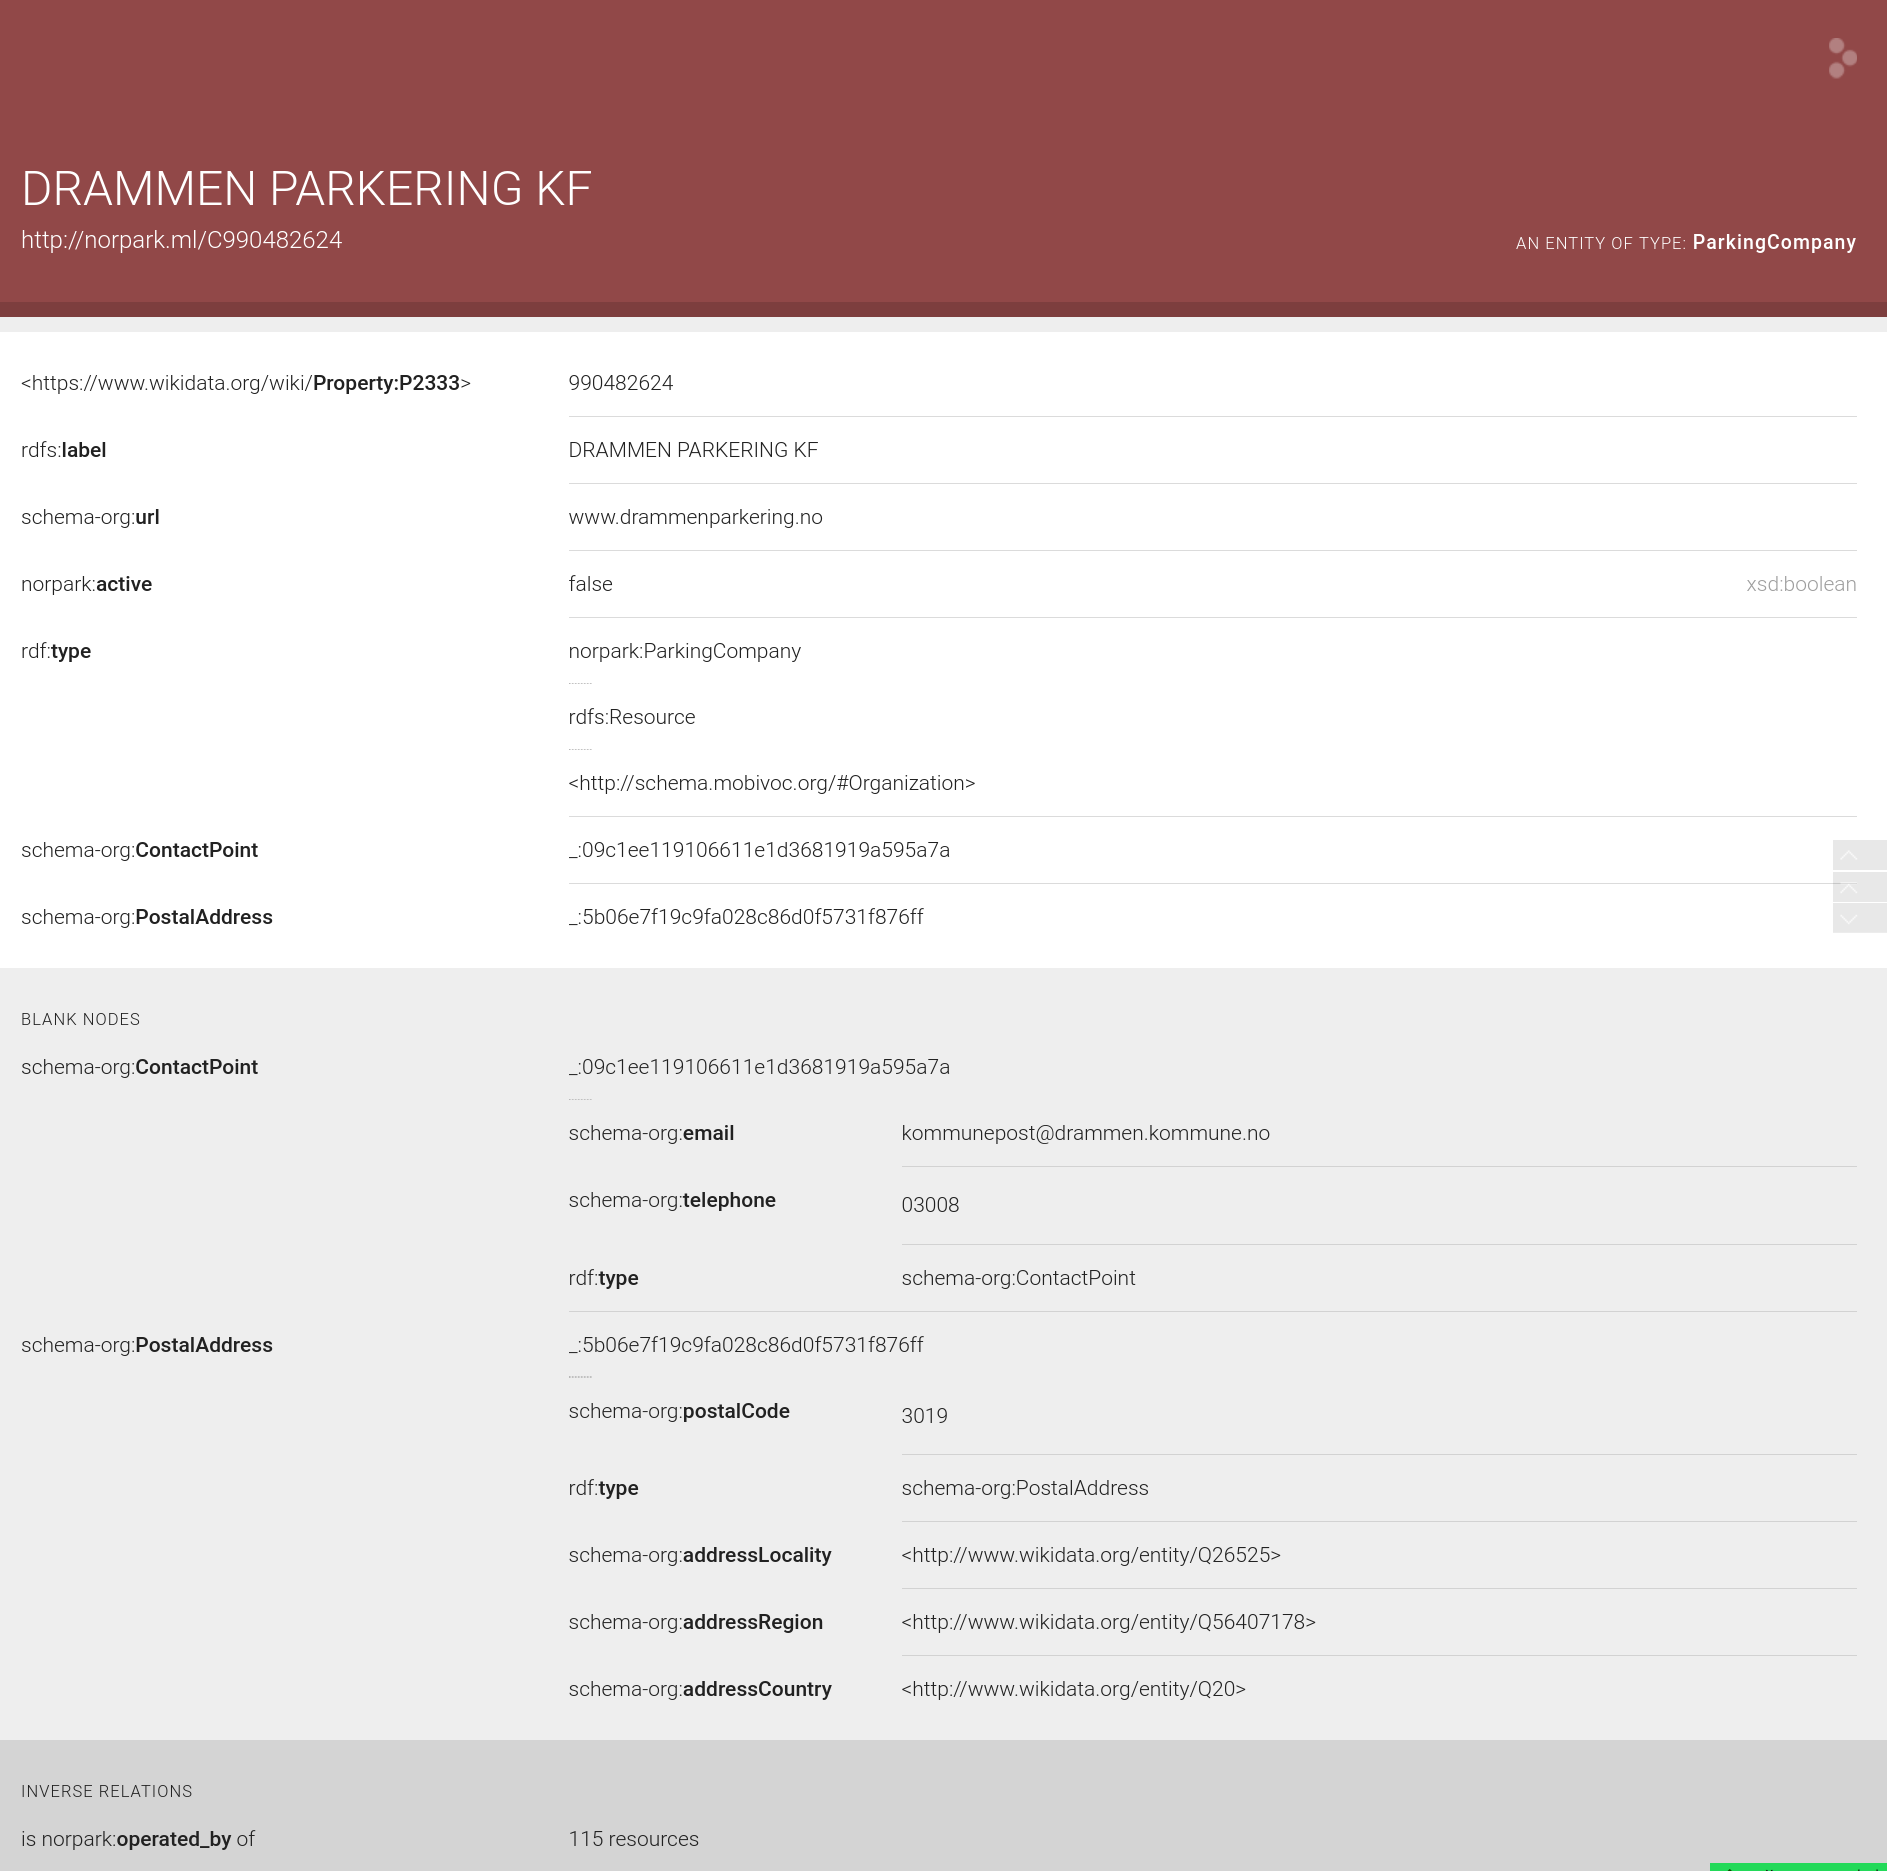 DRAMMEN PARKERING KF
http://norpark.ml/C990482624
AN ENTITY OF TYPE: ParkingCompany
<https://www.wikidata.org/wiki/Property:P2333> 990482624
rdfs:label DRAMMEN PARKERING KF
schema-org:url www.drammenparkering.no
norpark:active false xsd:boolean
rdf:type norpark:ParkingCompany
rdfs:Resource
<http://schema.mobivoc.org/#Organization>
schema-org:ContactPoint _:09c1ee119106611e1d3681919a595a7a
schema-org:PostalAddress _:5b06e7f19c9fa028c86d0f5731f876ff
BLANK NODES
schema-org:ContactPoint _:09c1ee119106611e1d3681919a595a7a
schema-org:email kommunepost@drammen.kommune.no
schema-org:telephone 03008
rdf:type schema-org:ContactPoint
schema-org:PostalAddress _:5b06e7f19c9fa028c86d0f5731f876ff
schema-org:postalCode 3019
rdf:type schema-org:PostalAddress
schema-org:addressLocality <http://www.wikidata.org/entity/Q26525>
schema-org:addressRegion <http://www.wikidata.org/entity/Q56407178>
schema-org:addressCountry <http://www.wikidata.org/entity/Q20>
INVERSE RELATIONS
is norpark:operated_by of 115 resources